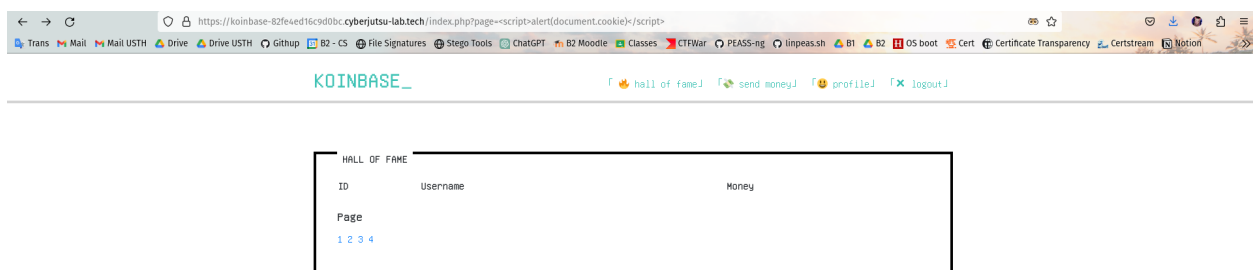 https://koinbase-82fe4ed16c9d0bc.cyberjutsu-lab.tech/index.php?page=<script>alert(document.cookie)</script>
Trans Mail Mail USTH Drive Drive USTH Githup B2 - CS File Signatures Stego Tools ChatGPT B2 Moodle Classes CTFWar PEASS-ng linpeas.sh B1 B2 OS boot Cert Certificate Transparency Certstream Notion
KOINBASE_ 「🔥 hall of fame」 「💸 send money」 「😃 profile」 「✕ logout」
HALL OF FAME
ID Username Money
Page
1 2 3 4